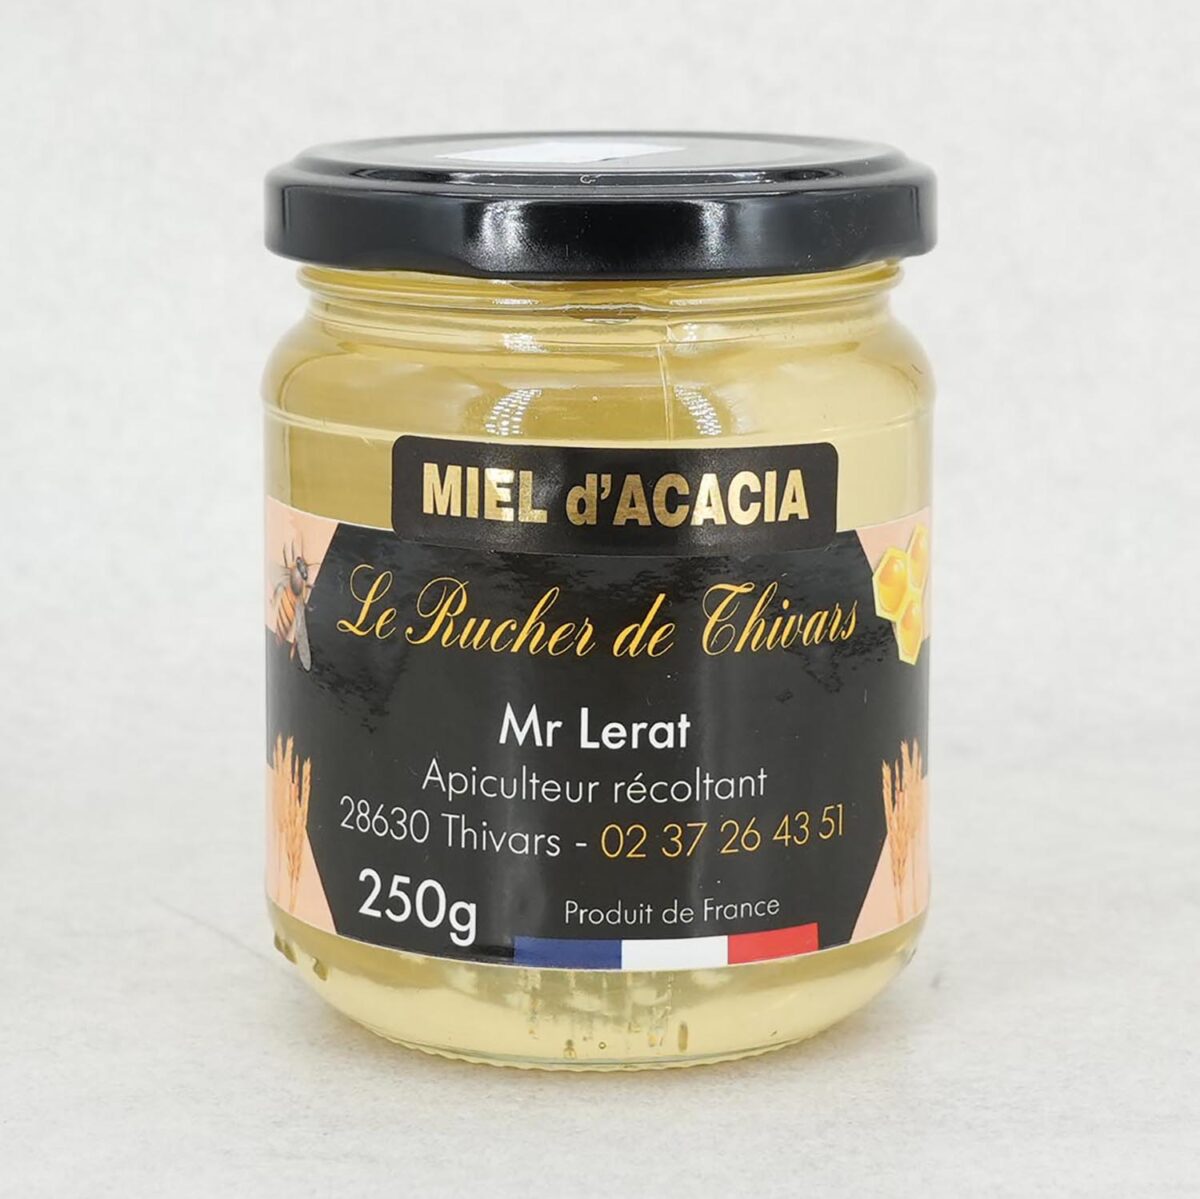 MIEL d'ACACIA
Le Rucher de Thivars
Mr Lerat
Apiculteur récoltant
28630 Thivars - 02 37 26 43 51
250g
Produit de France